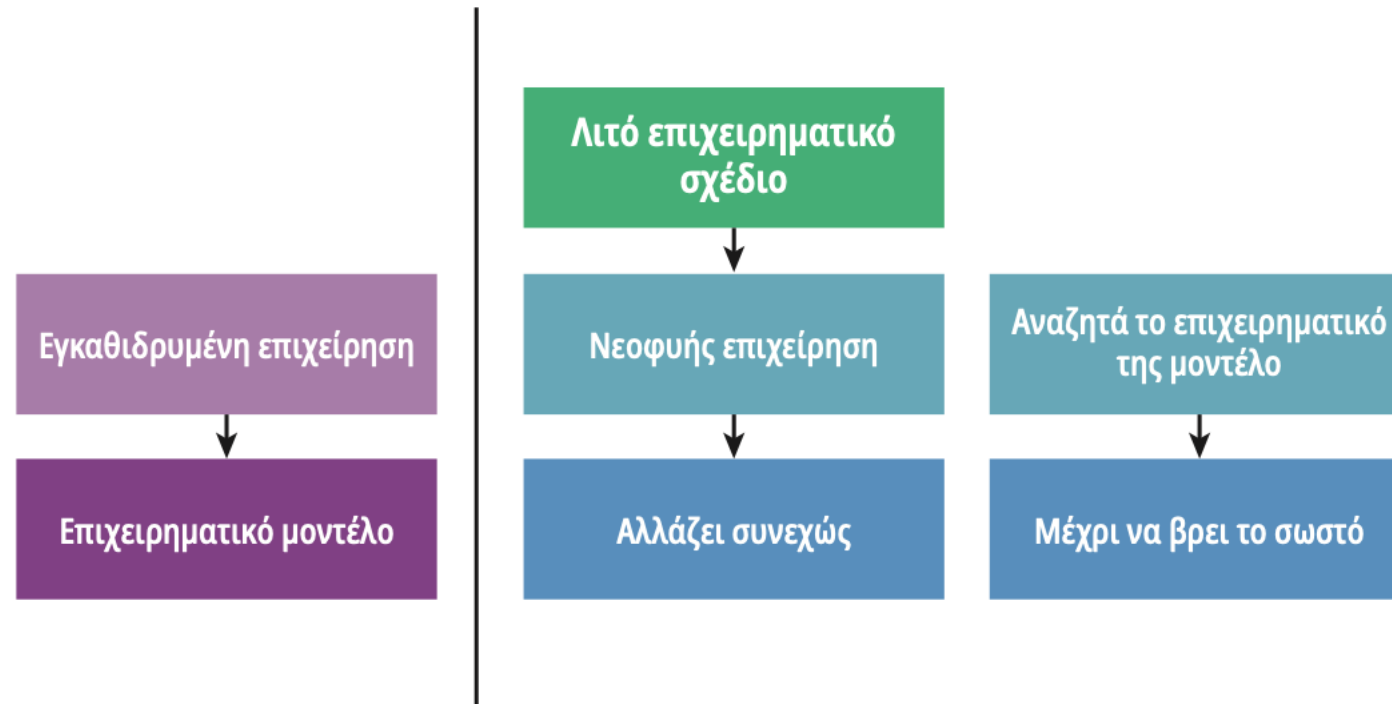 Λιτό επιχειρηματικό
σχέδιο
Εγκαθιδρυμένη επιχείρηση
Νεοφυής επιχείρηση
Αναζητά το επιχειρηματικό
της μοντέλο
Επιχειρηματικό μοντέλο
Αλλάζει συνεχώς
Μέχρι να βρει το σωστό